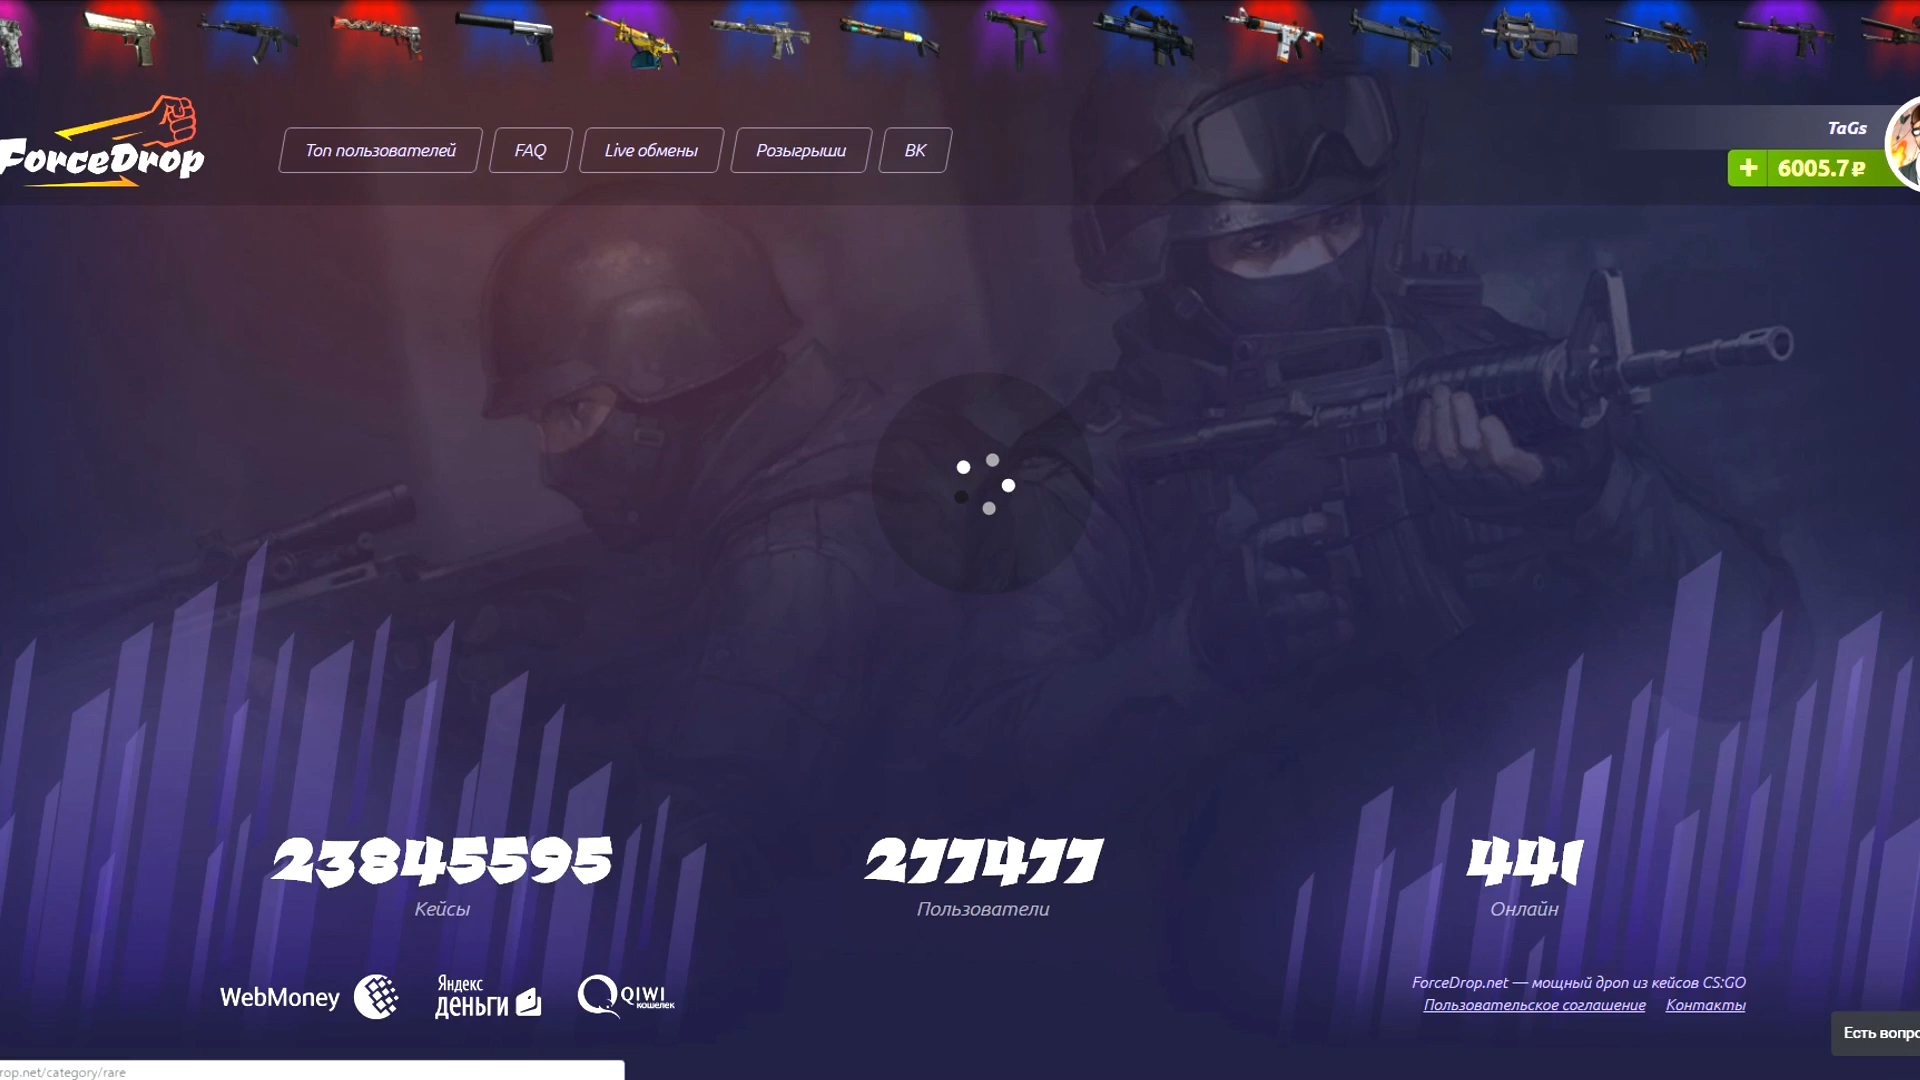 ForceDrop
Топ пользователей
FAQ
Live обмены
Розыгрыши
ВК
TaGs
+ 6005.7₽
23845595
Кейсы
277477
Пользователи
441
Онлайн
WebMoney
Яндекс
деньги
QIWI
КОШЕЛЕК
ForceDrop.net — мощный дроп из кейсов CS:GO
Пользовательское соглашение Контакты
Есть вопро
rop.net/category/rare